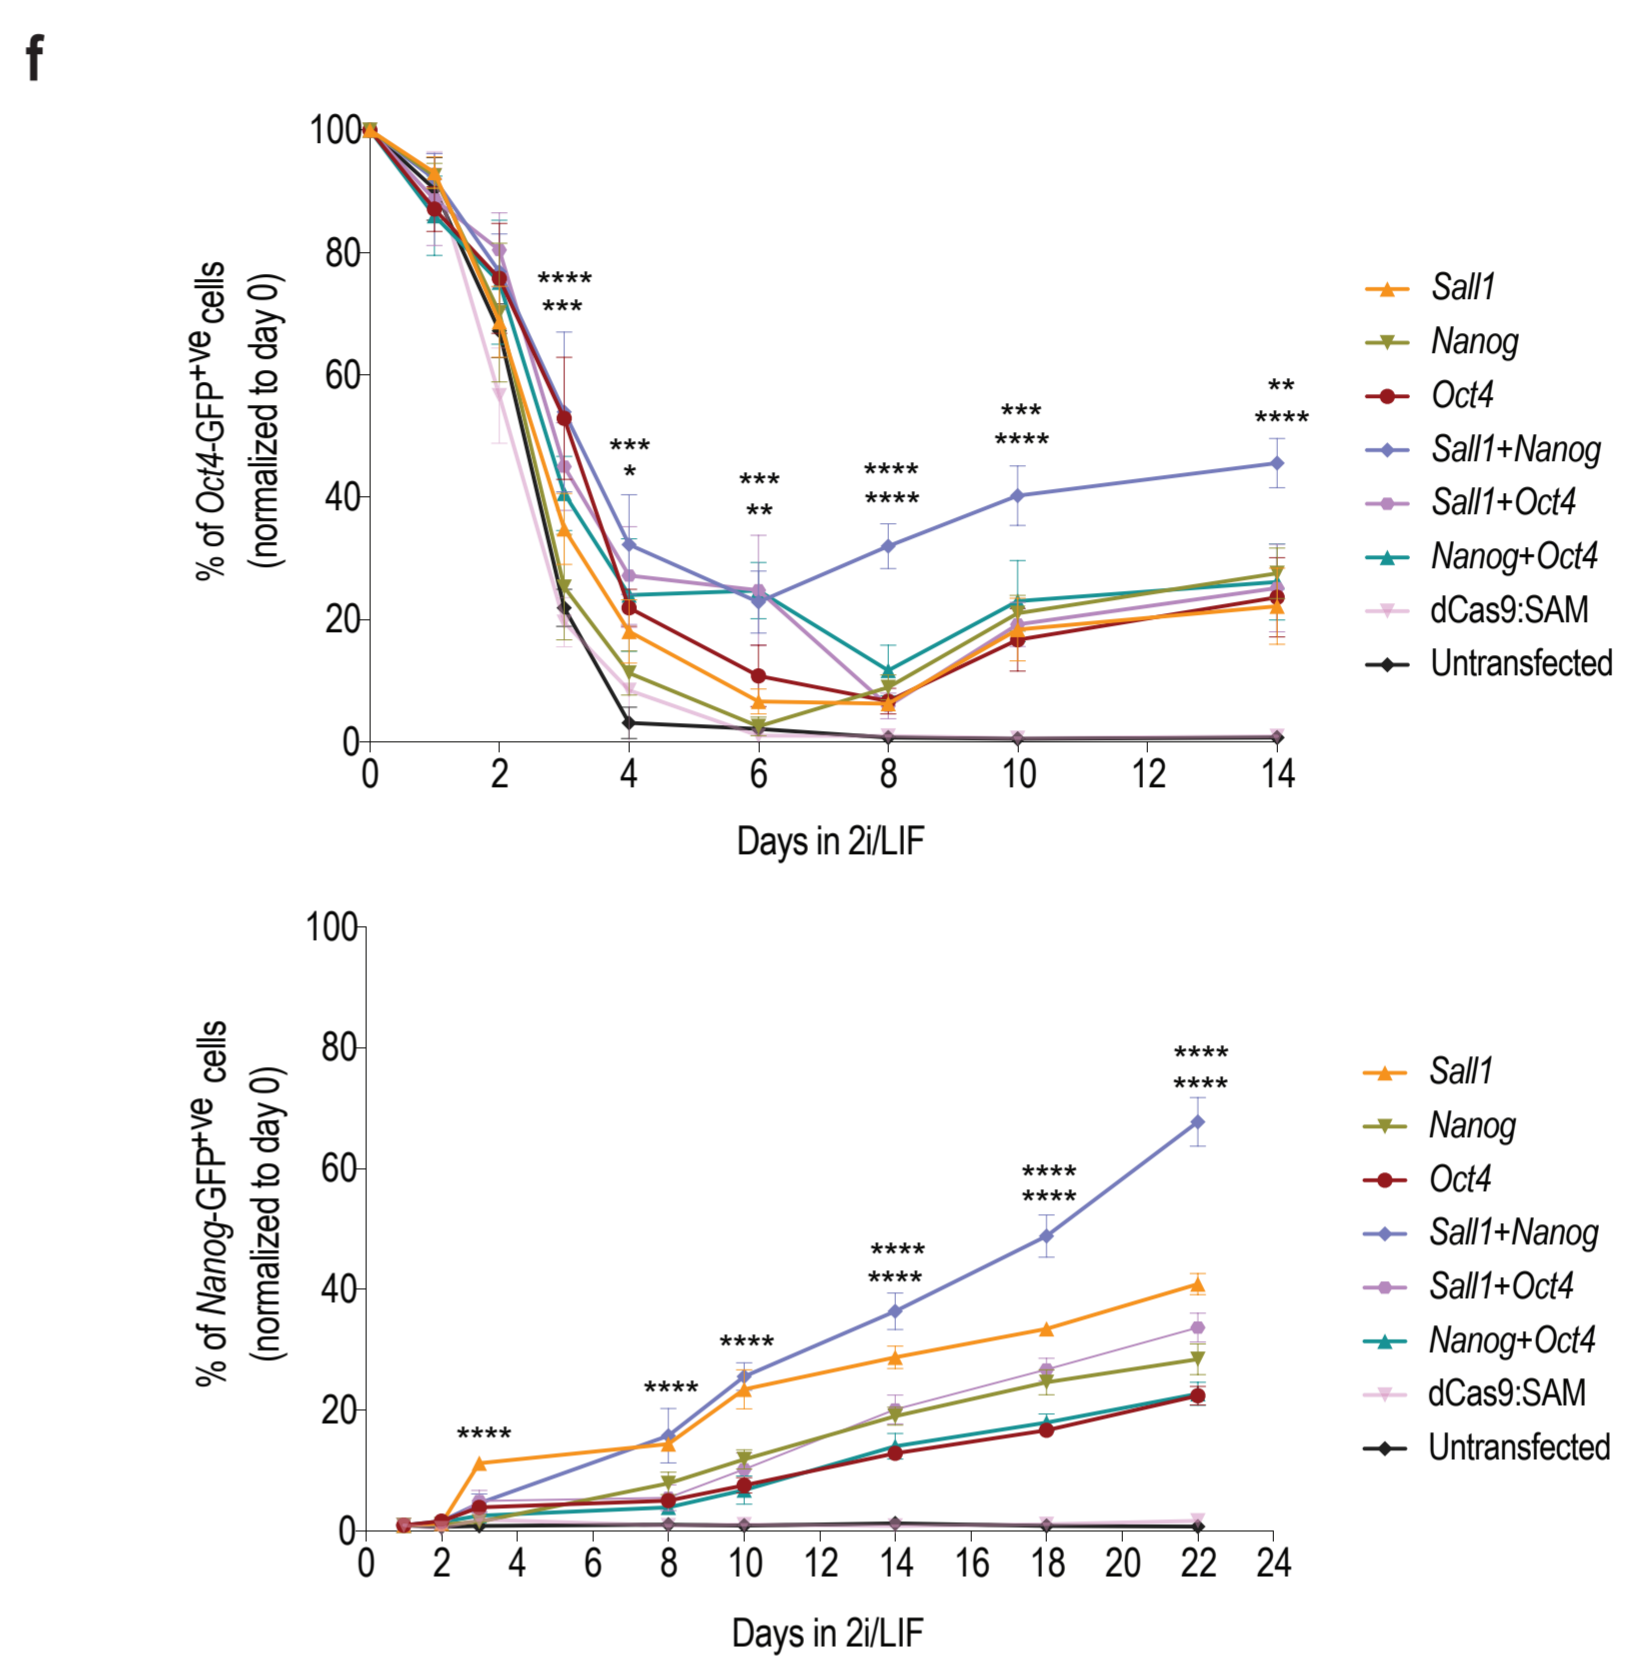 f
% of Oct4-GFP+ve cells
(normalized to day 0)
100
80
60
40
20
0
****
***
***
*
***
**
****
****
***
****
**
****
0 2 4 6 8 10 12 14
Days in 2i/LIF
Sall1
Nanog
Oct4
Sall1+Nanog
Sall1+Oct4
Nanog+Oct4
dCas9:SAM
Untransfected
% of Nanog-GFP+ve cells
(normalized to day 0)
100
80
60
40
20
0
****
****
****
****
****
****
****
****
****
0 2 4 6 8 10 12 14 16 18 20 22 24
Days in 2i/LIF
Sall1
Nanog
Oct4
Sall1+Nanog
Sall1+Oct4
Nanog+Oct4
dCas9:SAM
Untransfected